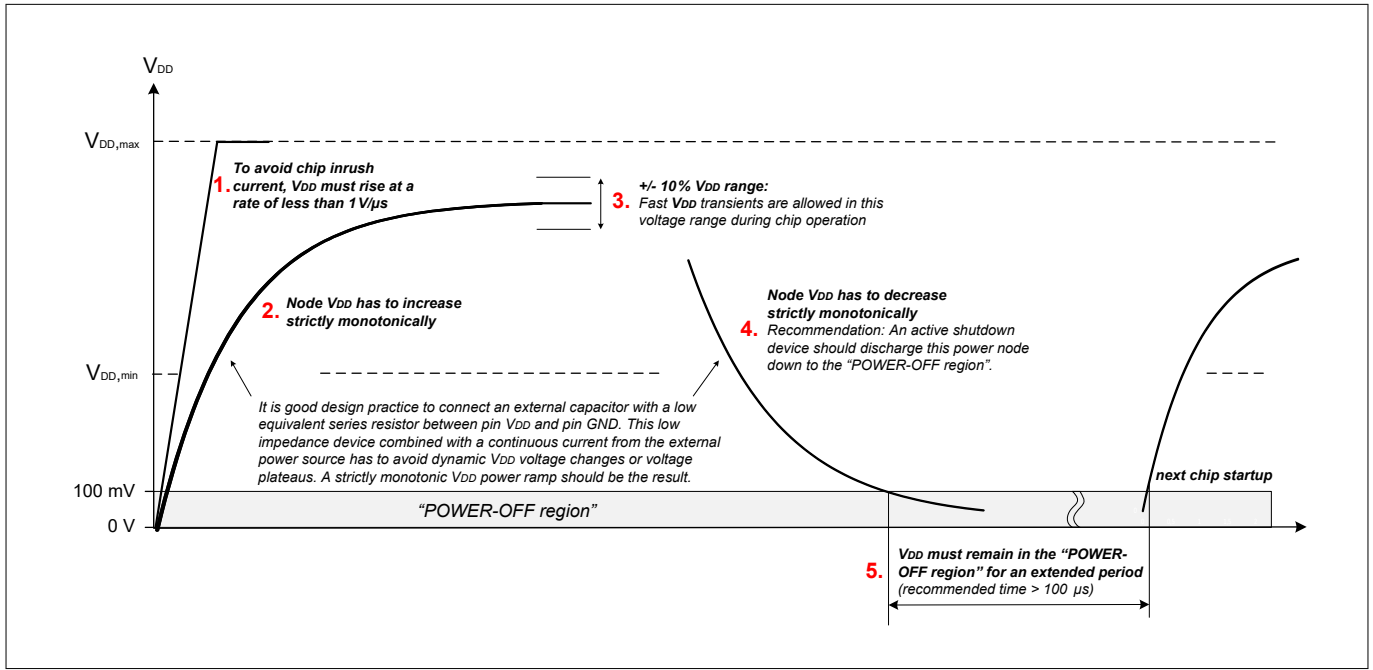 VDD
VDD,max
To avoid chip inrush
1. current, VDD must rise at a
rate of less than 1 V/µs
+/- 10% VDD range:
3. Fast VDD transients are allowed in this
voltage range during chip operation
2. Node VDD has to increase
strictly monotonically
Node VDD has to decrease
strictly monotonically
4. Recommendation: An active shutdown
device should discharge this power node
down to the “POWER-OFF region”.
VDD,min
It is good design practice to connect an external capacitor with a low
equivalent series resistor between pin VDD and pin GND. This low
impedance device combined with a continuous current from the external
power source has to avoid dynamic VDD voltage changes or voltage
plateaus. A strictly monotonic VDD power ramp should be the result.
next chip startup
100 mV
“POWER-OFF region”
0 V
VDD must remain in the “POWER-
5. OFF region” for an extended period
(recommended time > 100 µs)